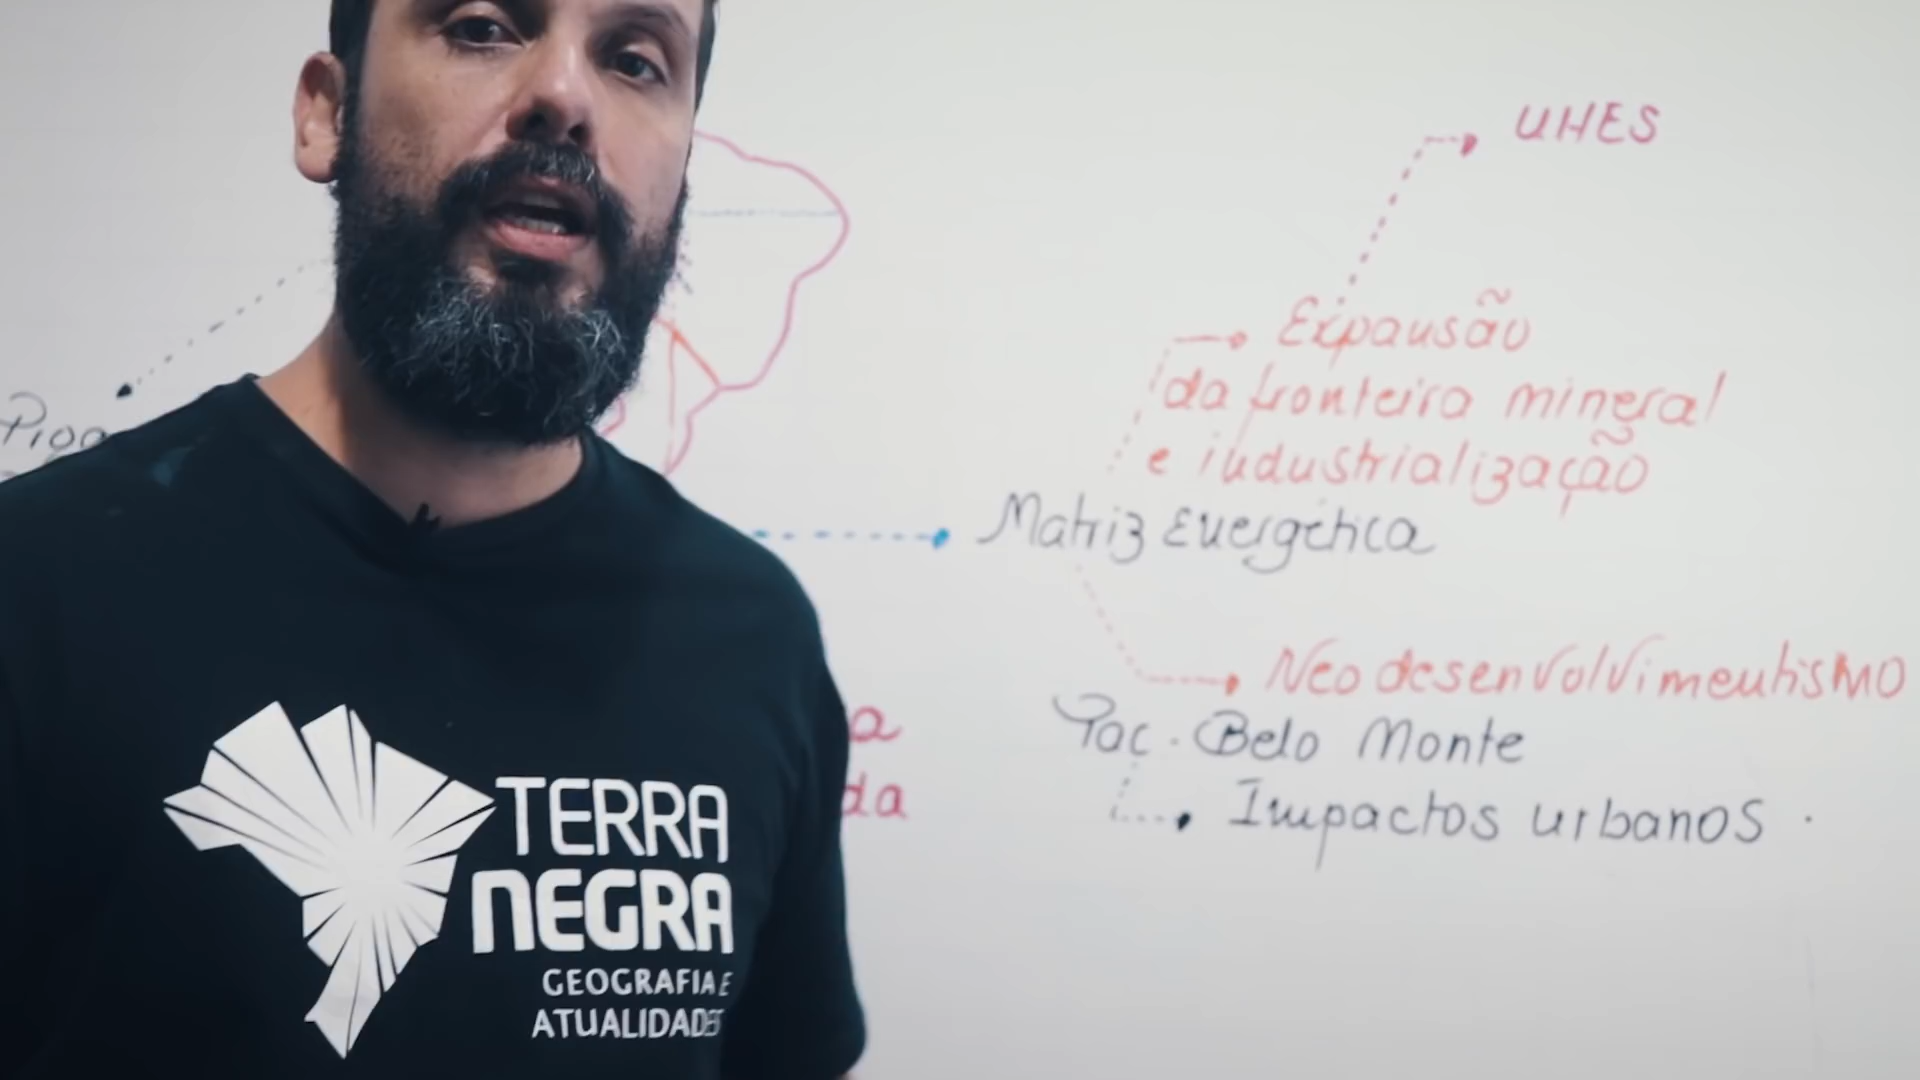 UHES
Expansão
da fronteira mineral
e industrialização
Matriz Energética
Neodesenvolvimentismo
Pac. Belo Monte
Impactos urbanos
TERRA
NEGRA
GEOGRAFIA E
ATUALIDADES